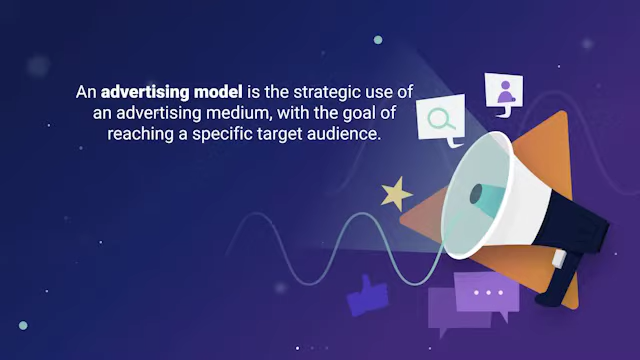 An advertising model is the strategic use of
an advertising medium, with the goal of
reaching a specific target audience.